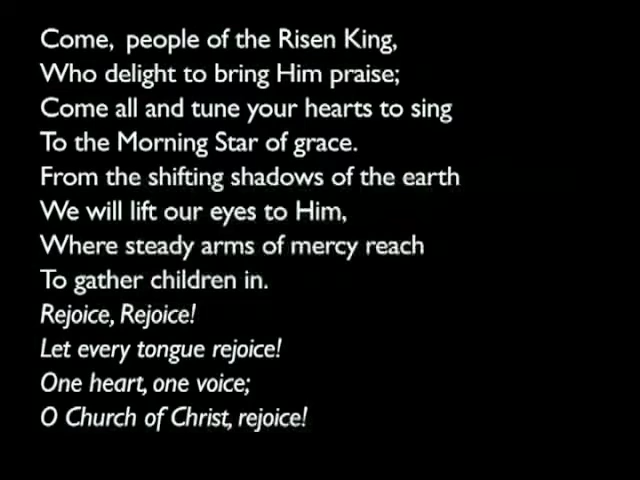 Come, people of the Risen King,
Who delight to bring Him praise;
Come all and tune your hearts to sing
To the Morning Star of grace.
From the shifting shadows of the earth
We will lift our eyes to Him,
Where steady arms of mercy reach
To gather children in.
Rejoice, Rejoice!
Let every tongue rejoice!
One heart, one voice;
O Church of Christ, rejoice!